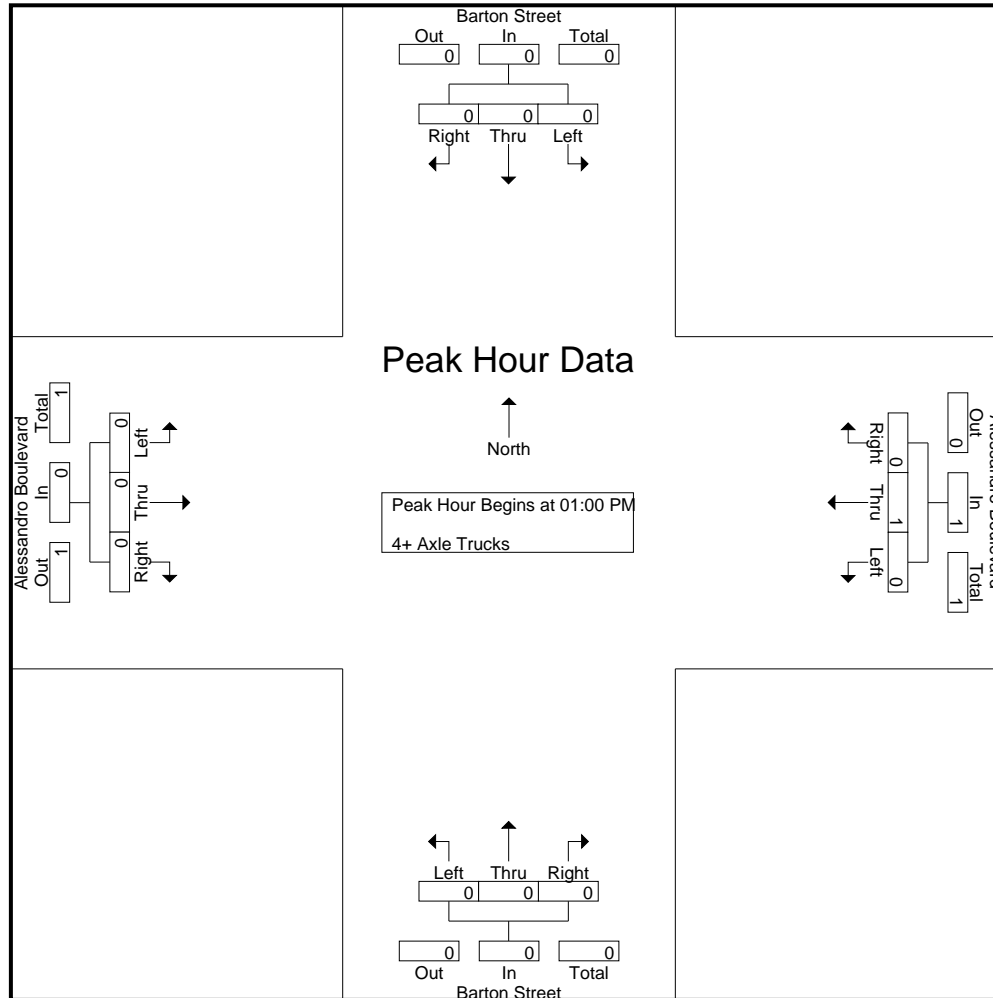 Barton Street
Out In Total
0 0 0
0 0 0
Right Thru Left
Peak Hour Data
North
Peak Hour Begins at 01:00 PM
4+ Axle Trucks
Alessandro Boulevard
Total In Out
1 0 1
0 0 0
Left Thru Right
Right Thru Left
0 1 0
Out In Total
0 1 1
Left Thru Right
0 0 0
0 0 0
Out In Total
Barton Street